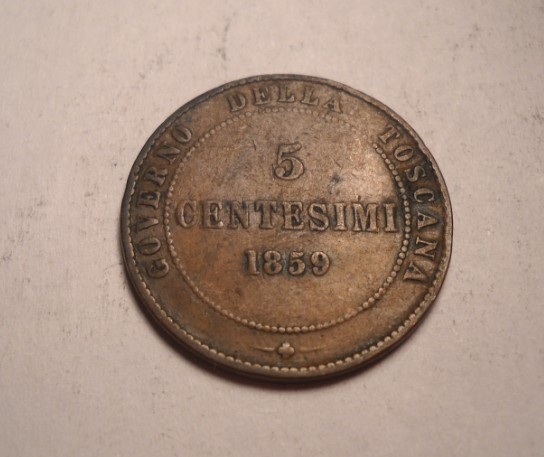 GOVERNO DELLA TOSCANA
5
CENTESIMI
1859